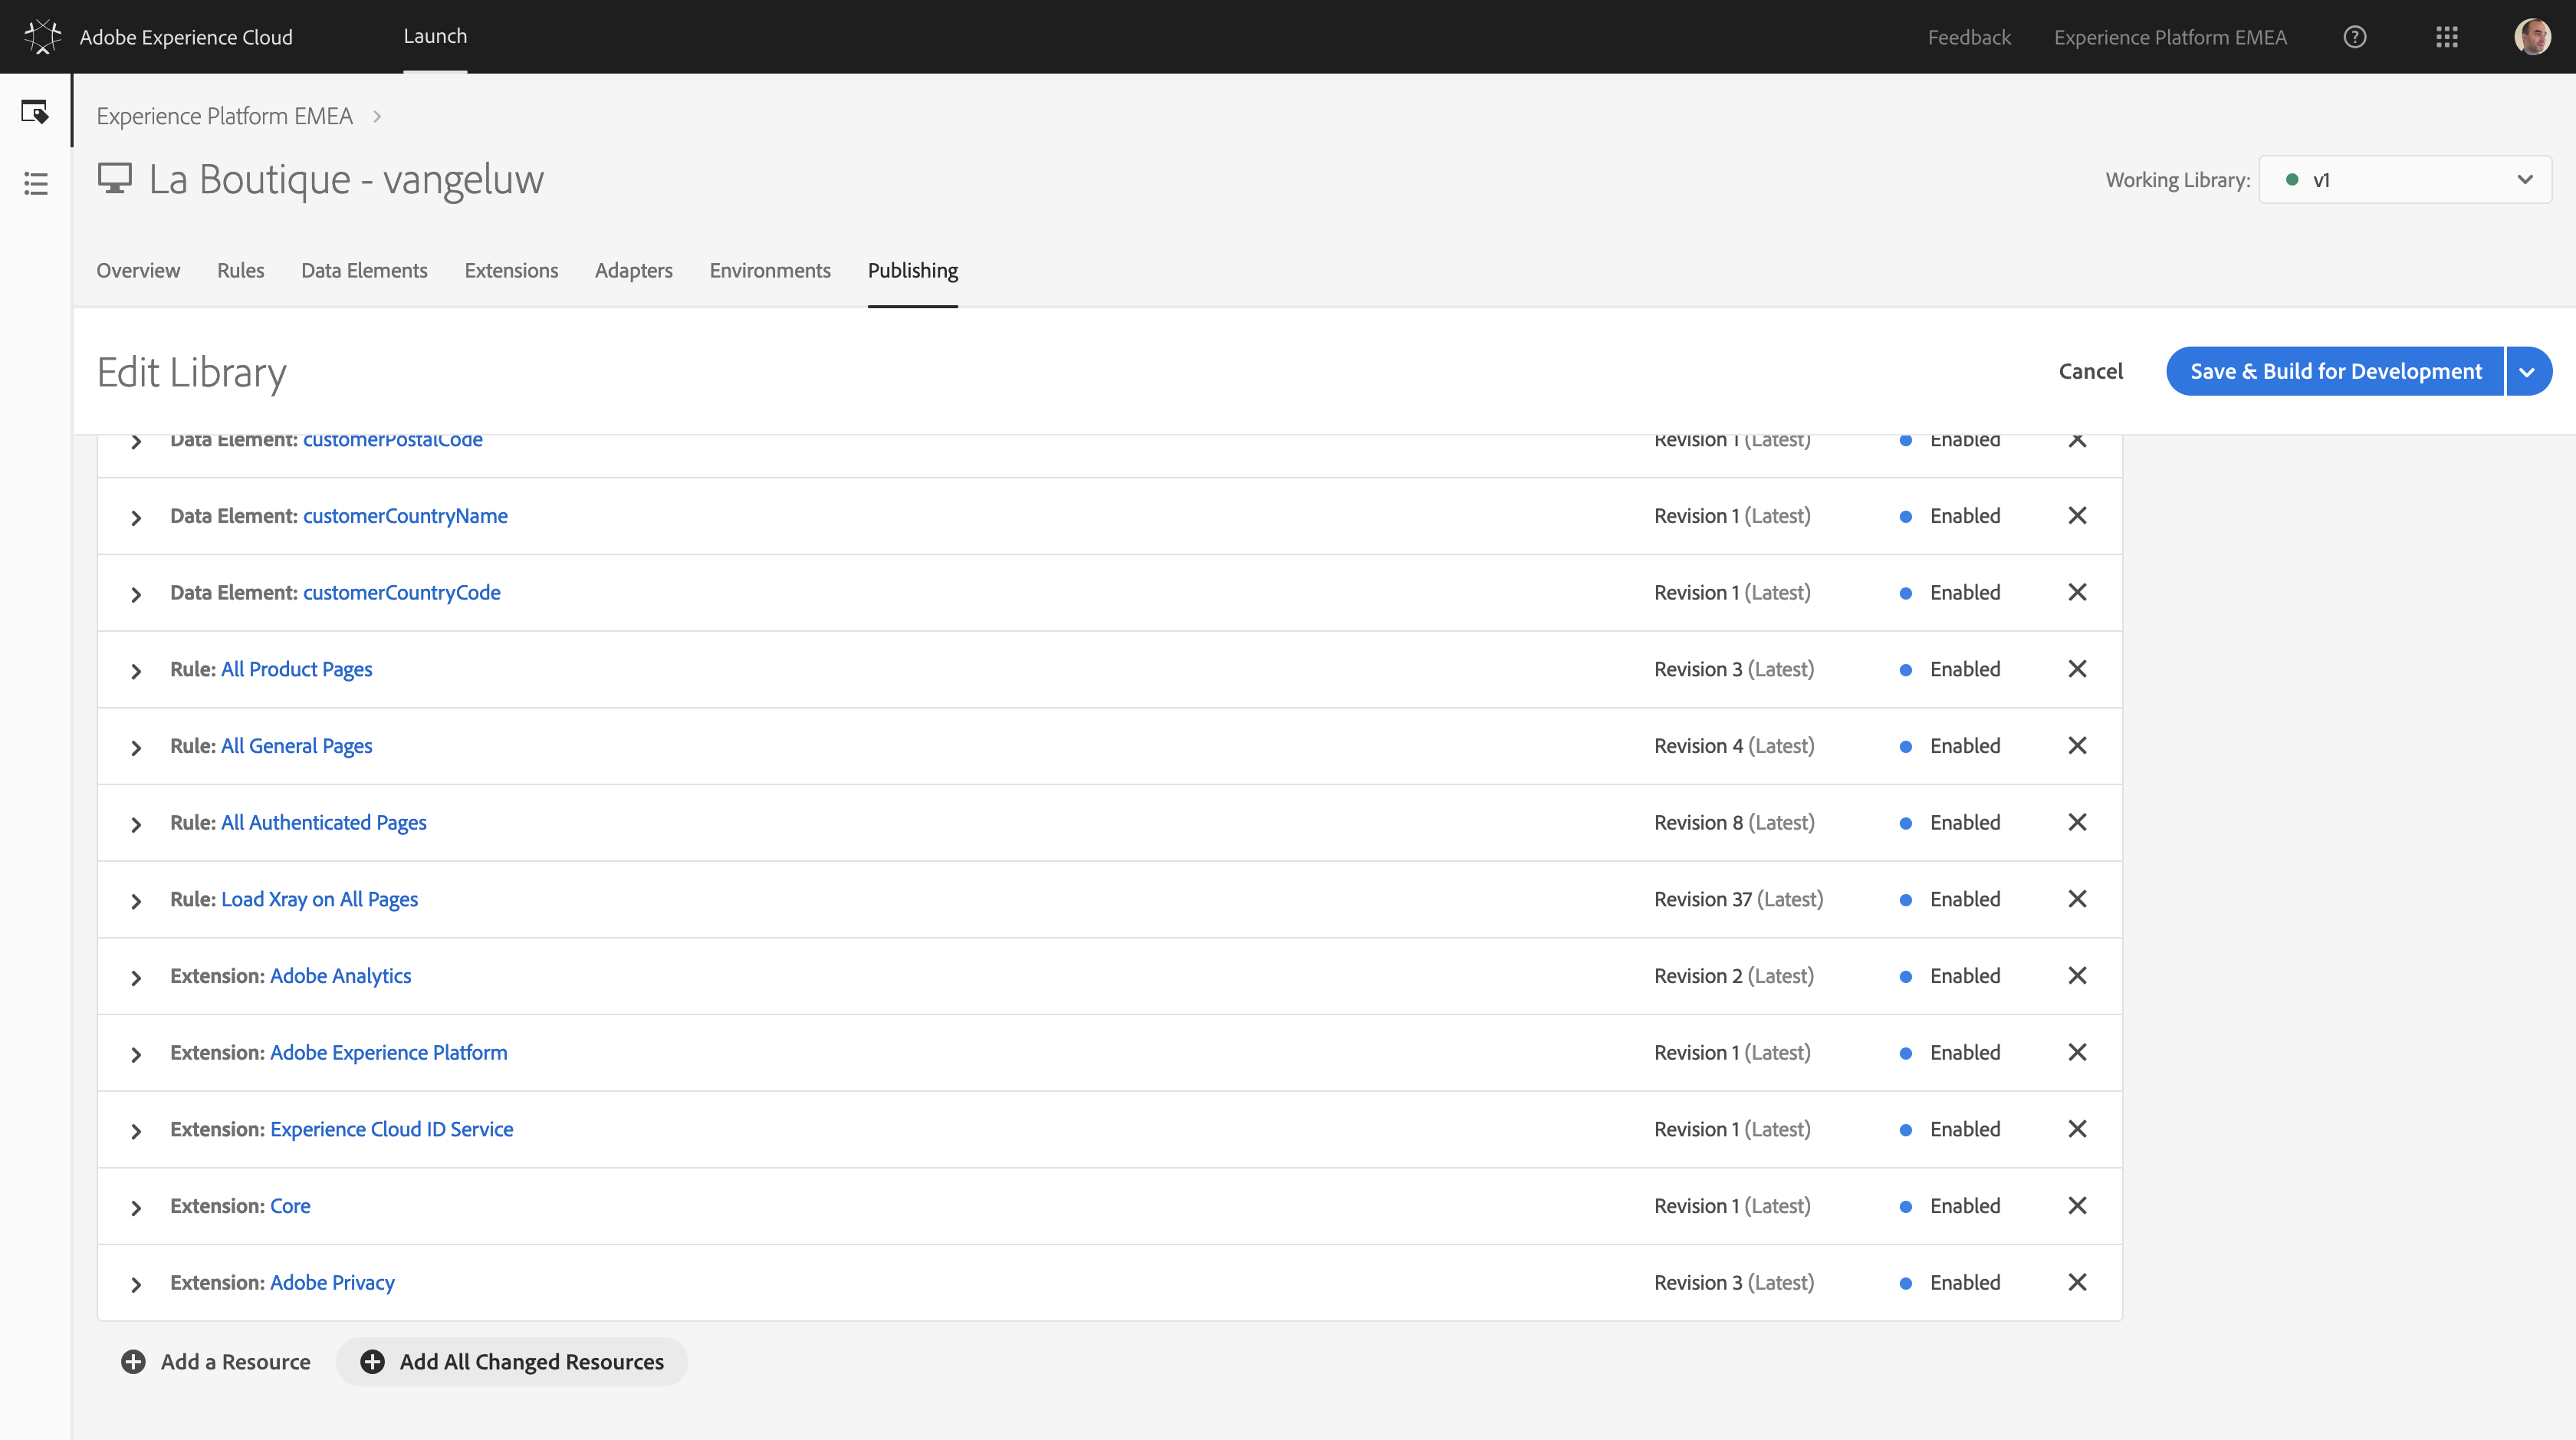 Adobe Experience Cloud Launch Feedback Experience Platform EMEA
Experience Platform EMEA
La Boutique - vangeluw Working Library: v1
Overview Rules Data Elements Extensions Adapters Environments Publishing
Edit Library Cancel Save & Build for Development
Data Element: customerPostalCode Revision 1 (Latest) Enabled
Data Element: customerCountryName Revision 1 (Latest) Enabled
Data Element: customerCountryCode Revision 1 (Latest) Enabled
Rule: All Product Pages Revision 3 (Latest) Enabled
Rule: All General Pages Revision 4 (Latest) Enabled
Rule: All Authenticated Pages Revision 8 (Latest) Enabled
Rule: Load Xray on All Pages Revision 37 (Latest) Enabled
Extension: Adobe Analytics Revision 2 (Latest) Enabled
Extension: Adobe Experience Platform Revision 1 (Latest) Enabled
Extension: Experience Cloud ID Service Revision 1 (Latest) Enabled
Extension: Core Revision 1 (Latest) Enabled
Extension: Adobe Privacy Revision 3 (Latest) Enabled
Add a Resource Add All Changed Resources